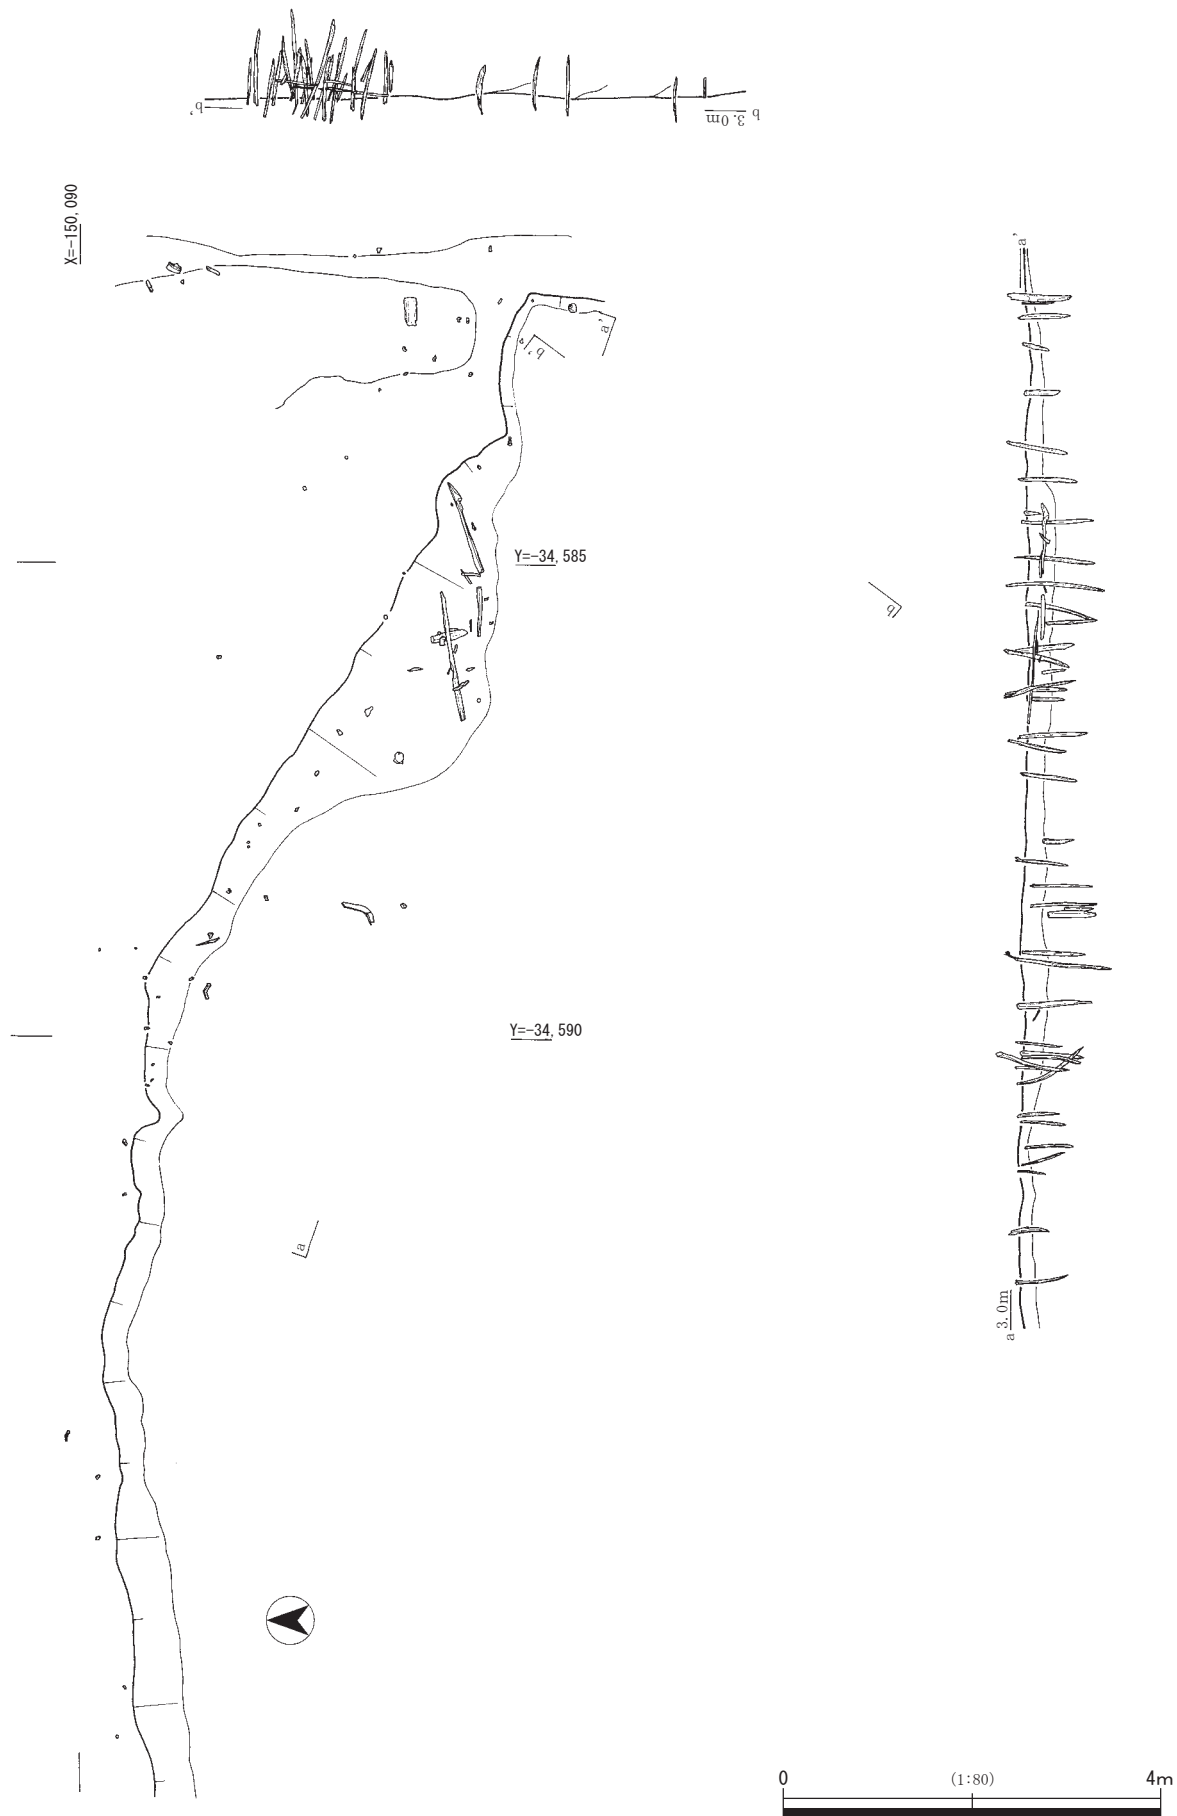 b'
b 3.0m
X=-150,090
a'
a'
b'
Y=-34,585
b
Y=-34,590
a
a 3.0m
0 (1:80) 4m